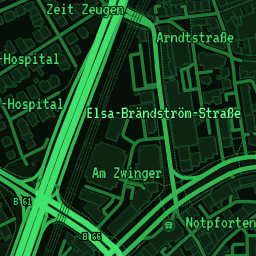 Zeit Zeugen
Arndtstraße
-Hospital
-Hospital
Elsa-Brändström-Straße
Am Zwinger
B 61
Notpforten
B 66